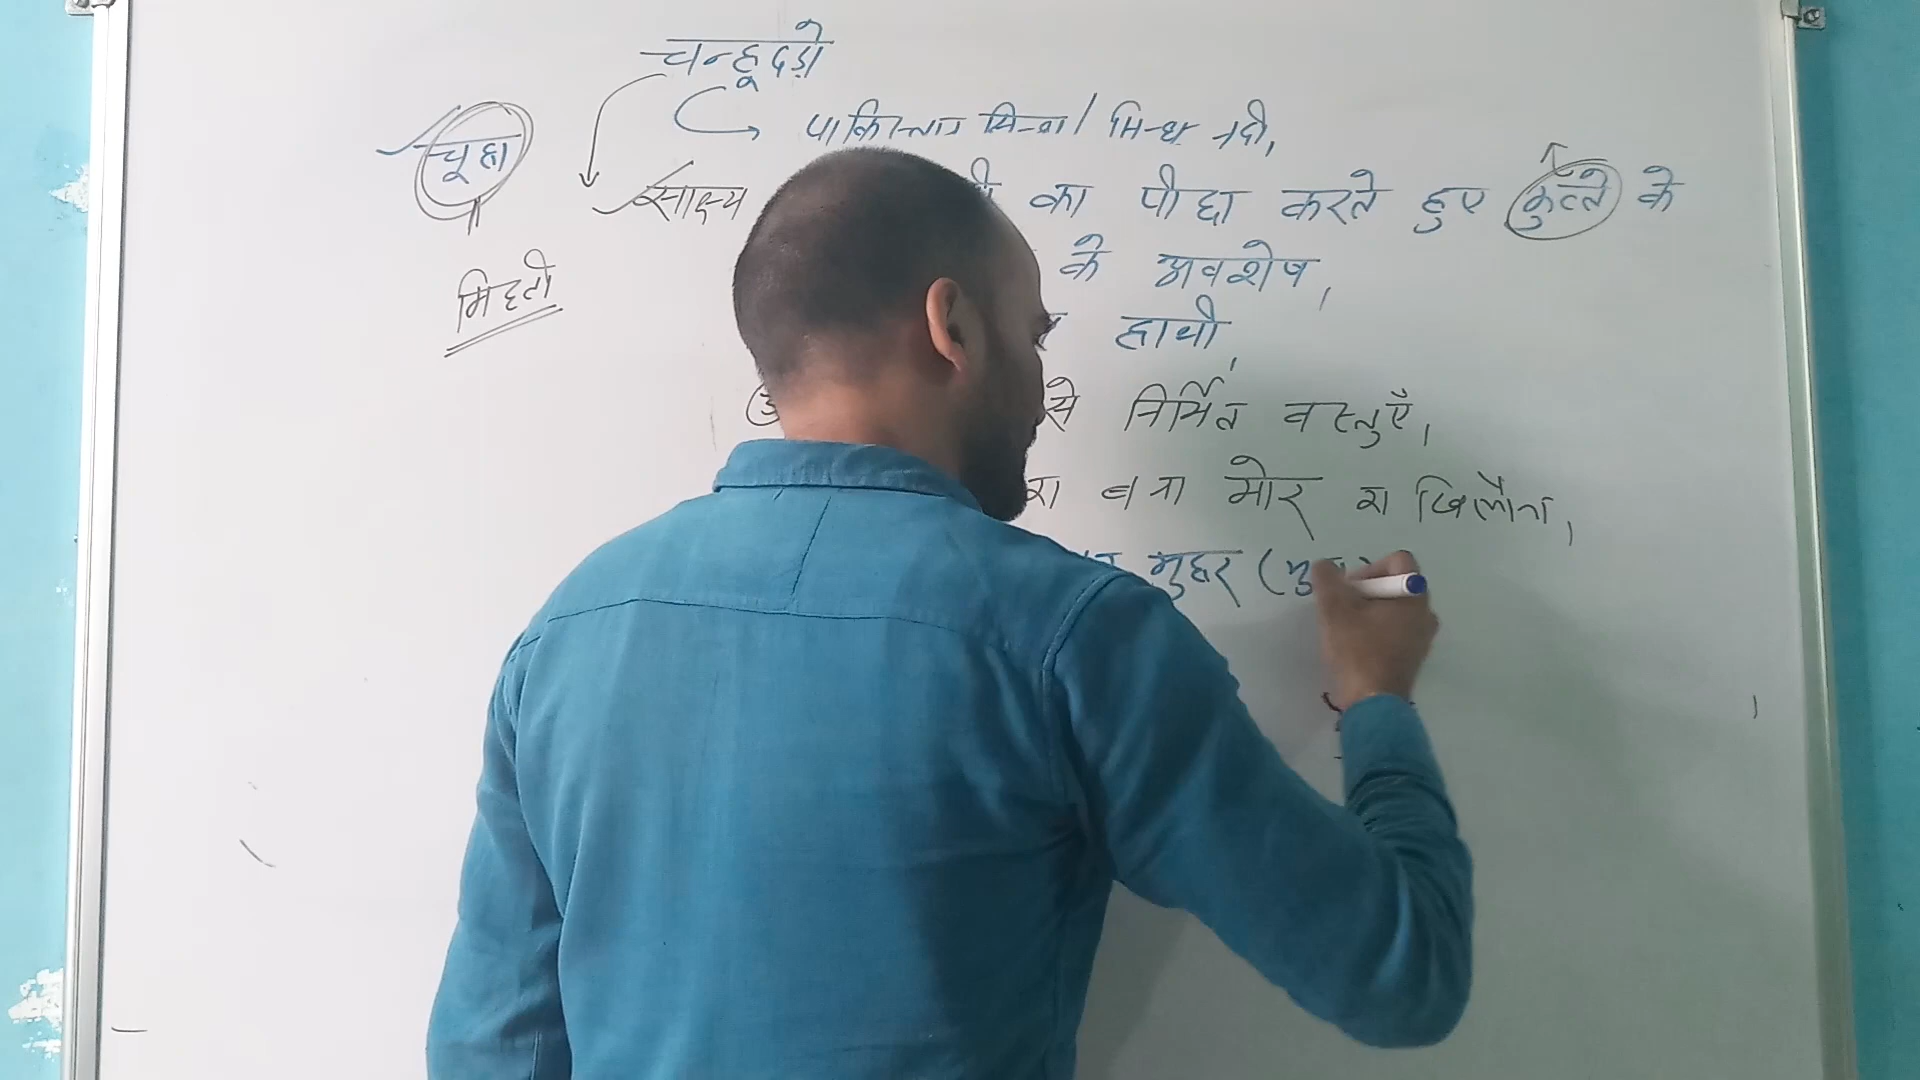 चन्हूदड़ो
पाकिस्तान सिन्ध / सिन्ध नदी,
चूहा
साक्ष्य का पीछा करते हुए कुत्ते के
के अवशेष,
मिट्टी
हाथी,
से निर्मित वस्तुएँ,
का बना मोर का खिलौना,
मुहर (मु